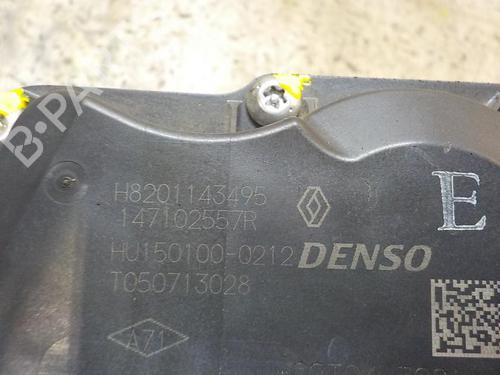 H8201143495
147102557R
HU150100-0212 DENSO
T050713028
E
A71
B-PA